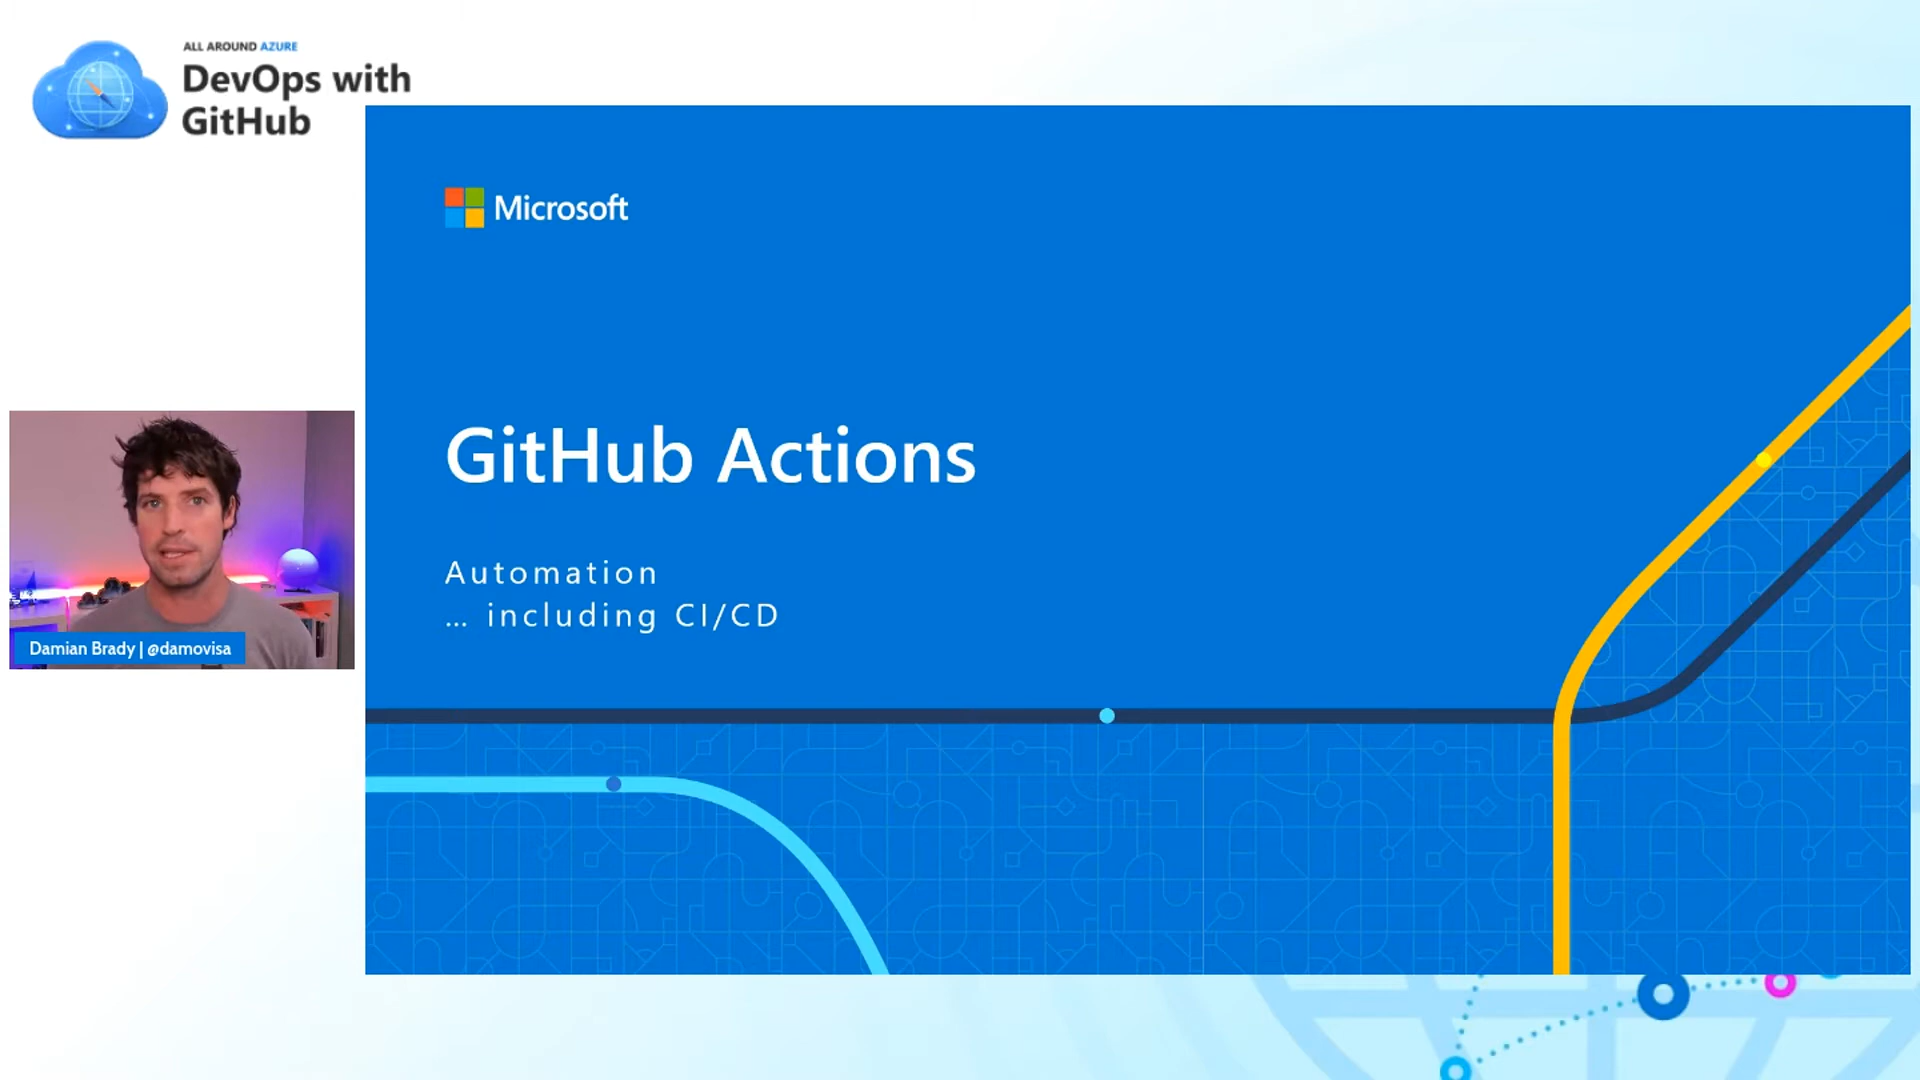 ALL AROUND AZURE
DevOps with
GitHub
Microsoft
GitHub Actions
Automation
... including CI/CD
Damian Brady | @damovisa